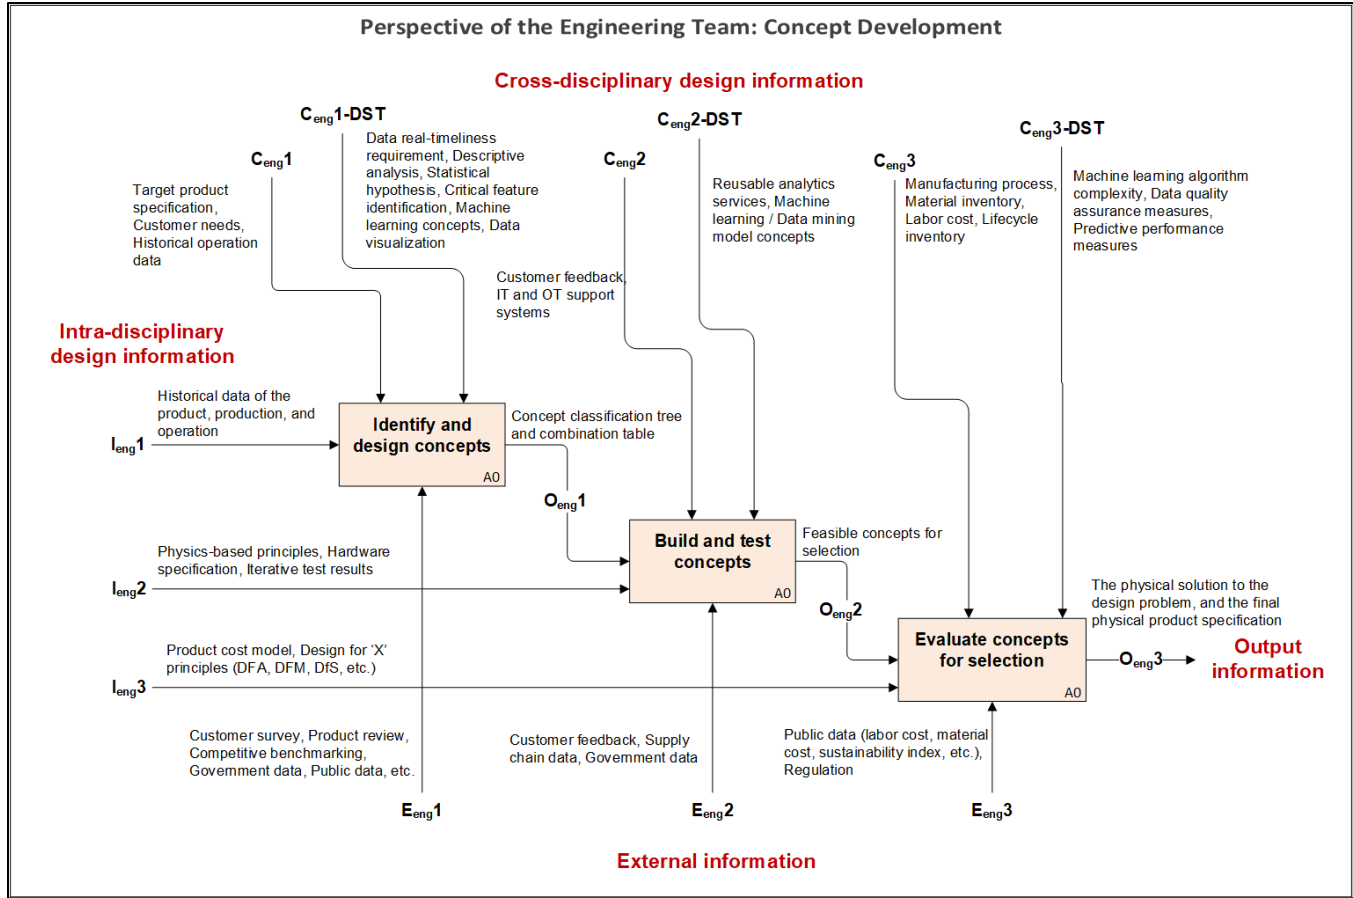 Perspective of the Engineering Team: Concept Development
Cross-disciplinary design information
Ceng1-DST
Data real-timeliness
requirement, Descriptive
analysis, Statistical
hypothesis, Critical feature
identification, Machine
learning concepts, Data
visualization
Ceng1
Target product
specification,
Customer needs,
Historical operation
data
Ceng2-DST
Reusable analytics
services, Machine
learning / Data mining
model concepts
Ceng2
Customer feedback,
IT and OT support
systems
Ceng3-DST
Machine learning algorithm
complexity, Data quality
assurance measures,
Predictive performance
measures
Ceng3
Manufacturing process,
Material inventory,
Labor cost, Lifecycle
inventory
Intra-disciplinary
design information
Historical data of the
product, production, and
operation
Ieng1
Identify and
design concepts
A0
Concept classification tree
and combination table
Oeng1
Physics-based principles, Hardware
specification, Iterative test results
Ieng2
Build and test
concepts
A0
Feasible concepts for
selection
Oeng2
Product cost model, Design for ‘X’
principles (DFA, DFM, DfS, etc.)
Ieng3
Evaluate concepts
for selection
A0
The physical solution to the
design problem, and the final
physical product specification
Oeng3
Output
information
Customer survey, Product review,
Competitive benchmarking,
Government data, Public data, etc.
Eeng1
Customer feedback, Supply
chain data, Government data
Eeng2
Public data (labor cost, material
cost, sustainability index, etc.),
Regulation
Eeng3
External information